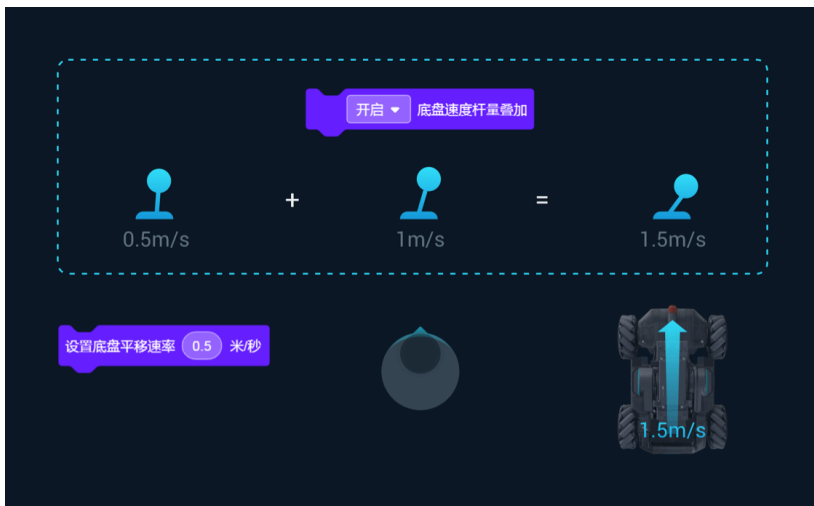 开启 底盘速度杆量叠加
+ =
0.5m/s 1m/s 1.5m/s
设置底盘平移速率 0.5 米/秒
1.5m/s